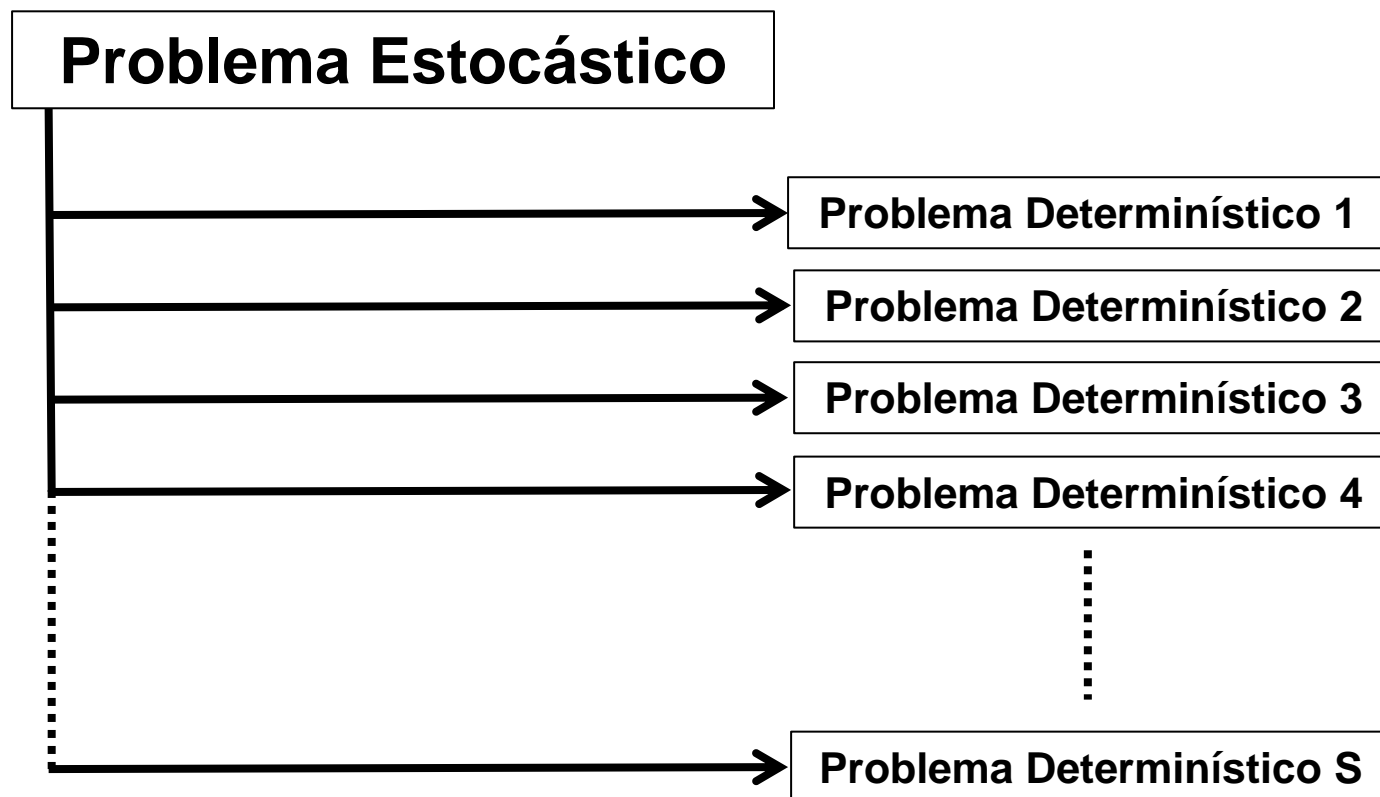 Problema Estocástico
Problema Determinístico 1
Problema Determinístico 2
Problema Determinístico 3
Problema Determinístico 4
Problema Determinístico S